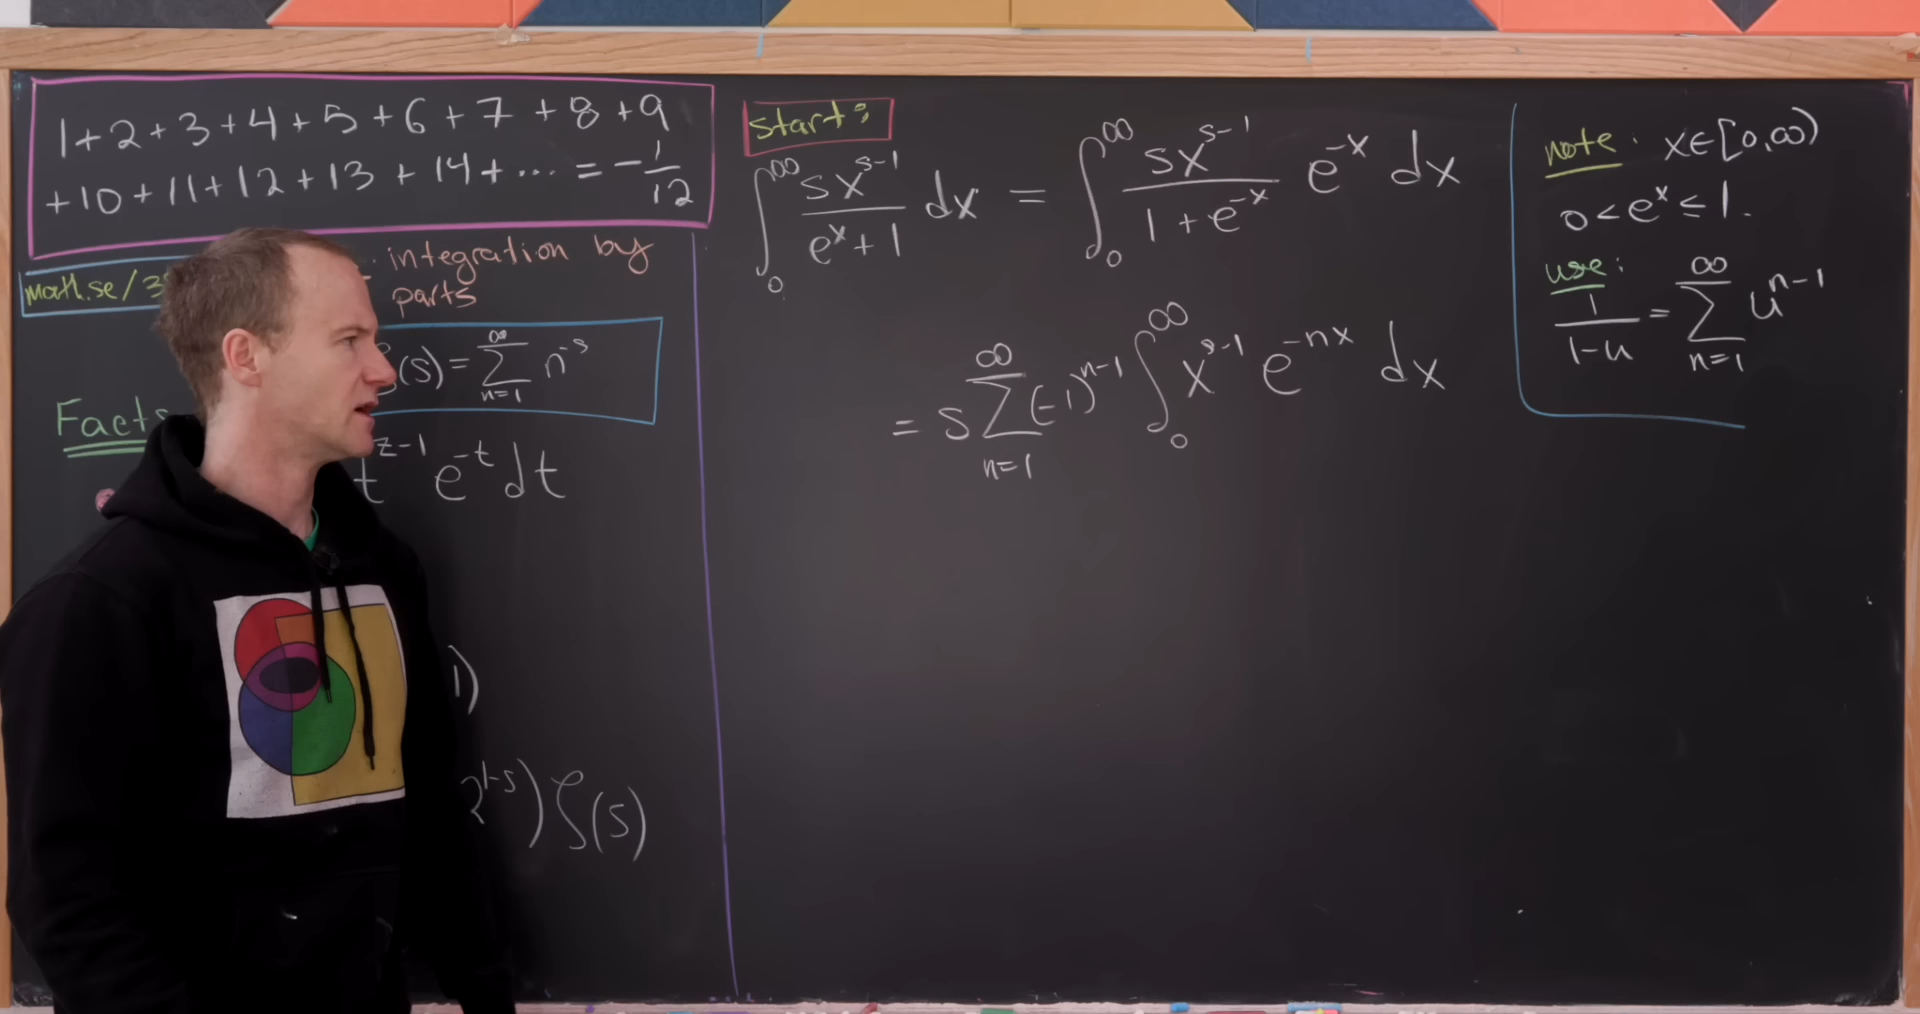 1+2+3+4+5+6+7+8+9
+10+11+12+13+14+... = -1/12
math.se/3
integration by
parts
(s) = ∑_{n=1}^{∞} n^{-s}
Facts
t^{z-1} e^{-t} dt
1)
2^{1-s}) ζ(s)
start:
∫_0^∞ sx^{s-1}/(e^x+1) dx = ∫_0^∞ sx^{s-1}/(1+e^{-x}) e^{-x} dx
= s ∑_{n=1}^{∞} (-1)^{n-1} ∫_0^∞ x^{s-1} e^{-nx} dx
note: x∈[0,∞)
0<e^x≤1.
use:
1/(1-u) = ∑_{n=1}^{∞} u^{n-1}